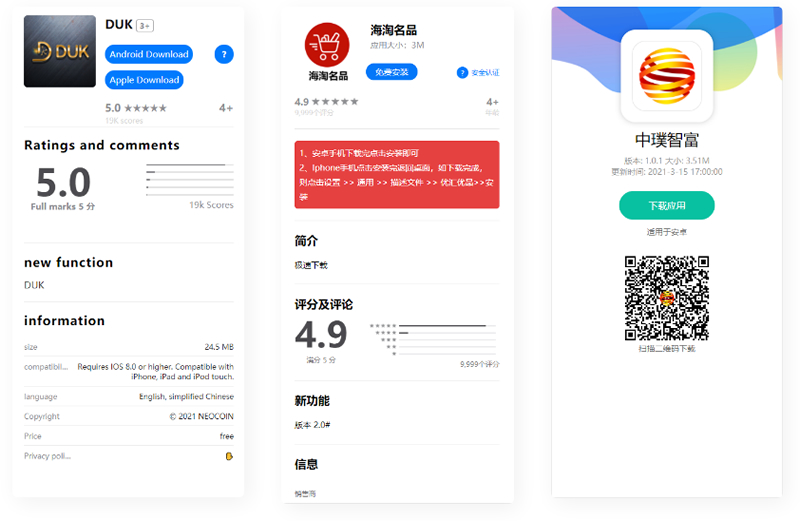 DUK
DUK 3+
Android Download
?
Apple Download
5.0 ★★★★★
4+
19K scores
Ratings and comments
5.0
Full marks 5 分
19k Scores
new function
DUK
information
size 24.5 MB
compatibili... Requires IOS 8.0 or higher. Compatible with
iPhone, iPad and iPod touch.
language English, simplified Chinese
Copyright © 2021 NEOCOIN
Price free
Privacy poli...
海淘名品
海淘名品
应用大小：3M
免费安装
? 安全认证
4.9 ★★★★★
4+
9,999个评分
年龄
1、安卓手机下载完点击安装即可
2、Iphone手机点击安装完返回桌面，如下载完成，
则点击设置 >> 通用 >> 描述文件 >> 优汇优品>>安
装
简介
极速下载
评分及评论
4.9
满分 5 分
9,999个评分
新功能
版本 2.0#
信息
销售商
中璞智富
版本: 1.0.1 大小: 3.51M
更新时间: 2021-3-15 17:00:00
下载应用
适用于安卓
扫描二维码下载